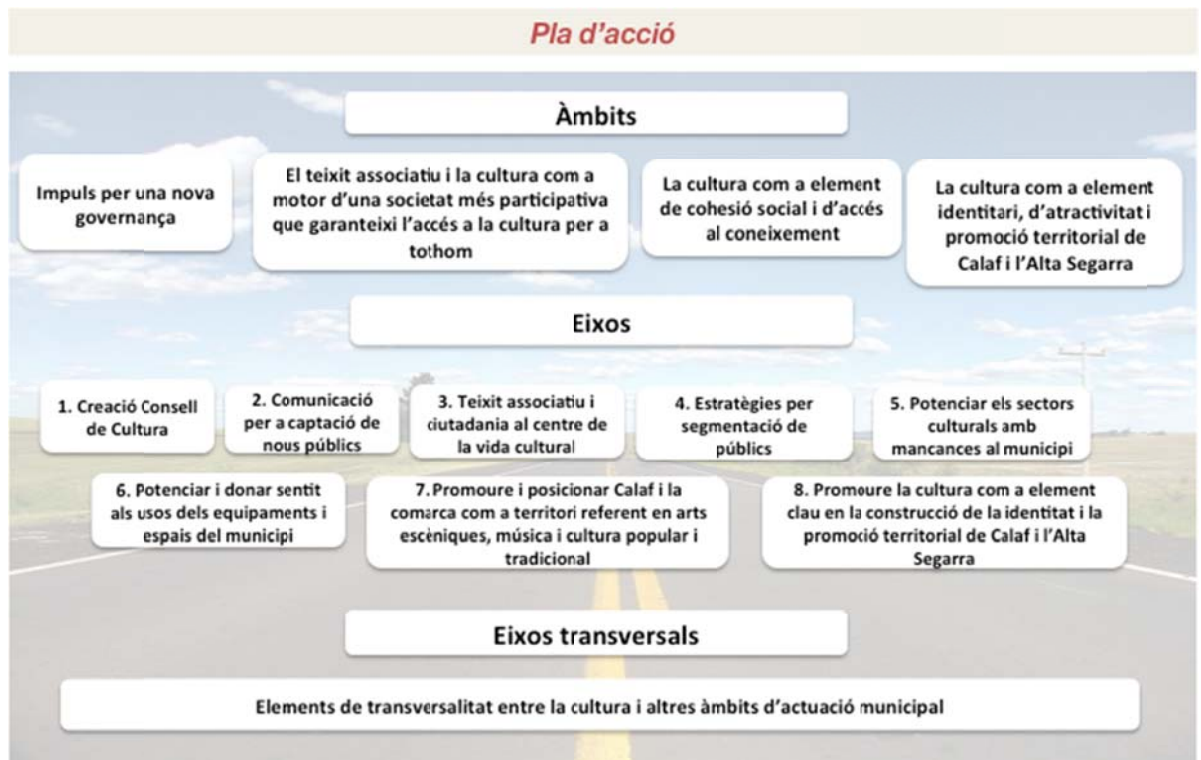 Pla d'acció
Àmbits
Impuls per una nova
governança
El teixit associatiu i la cultura com a
motor d'una societat més participativa
que garanteixi l'accés a la cultura per a
tothom
La cultura com a element
de cohesió social i d'accés
al coneixement
La cultura com a element
identitari, d'atractivitat i
promoció territorial de
Calaf i l'Alta Segarra
Eixos
1. Creació Consell
de Cultura
2. Comunicació
per a captació de
nous públics
3. Teixit associatiu i
ciutadania al centre de
la vida cultural
4. Estratègies per
segmentació de
públics
5. Potenciar els sectors
culturals amb
mancances al municipi
6. Potenciar i donar sentit
als usos dels equipaments i
espais del municipi
7.Promoure i posicionar Calaf i la
comarca com a territori referent en arts
escèniques, música i cultura popular i
tradicional
8. Promoure la cultura com a element
clau en la construcció de la identitat i la
promoció territorial de Calaf i l'Alta
Segarra
Eixos transversals
Elements de transversalitat entre la cultura i altres àmbits d'actuació municipal